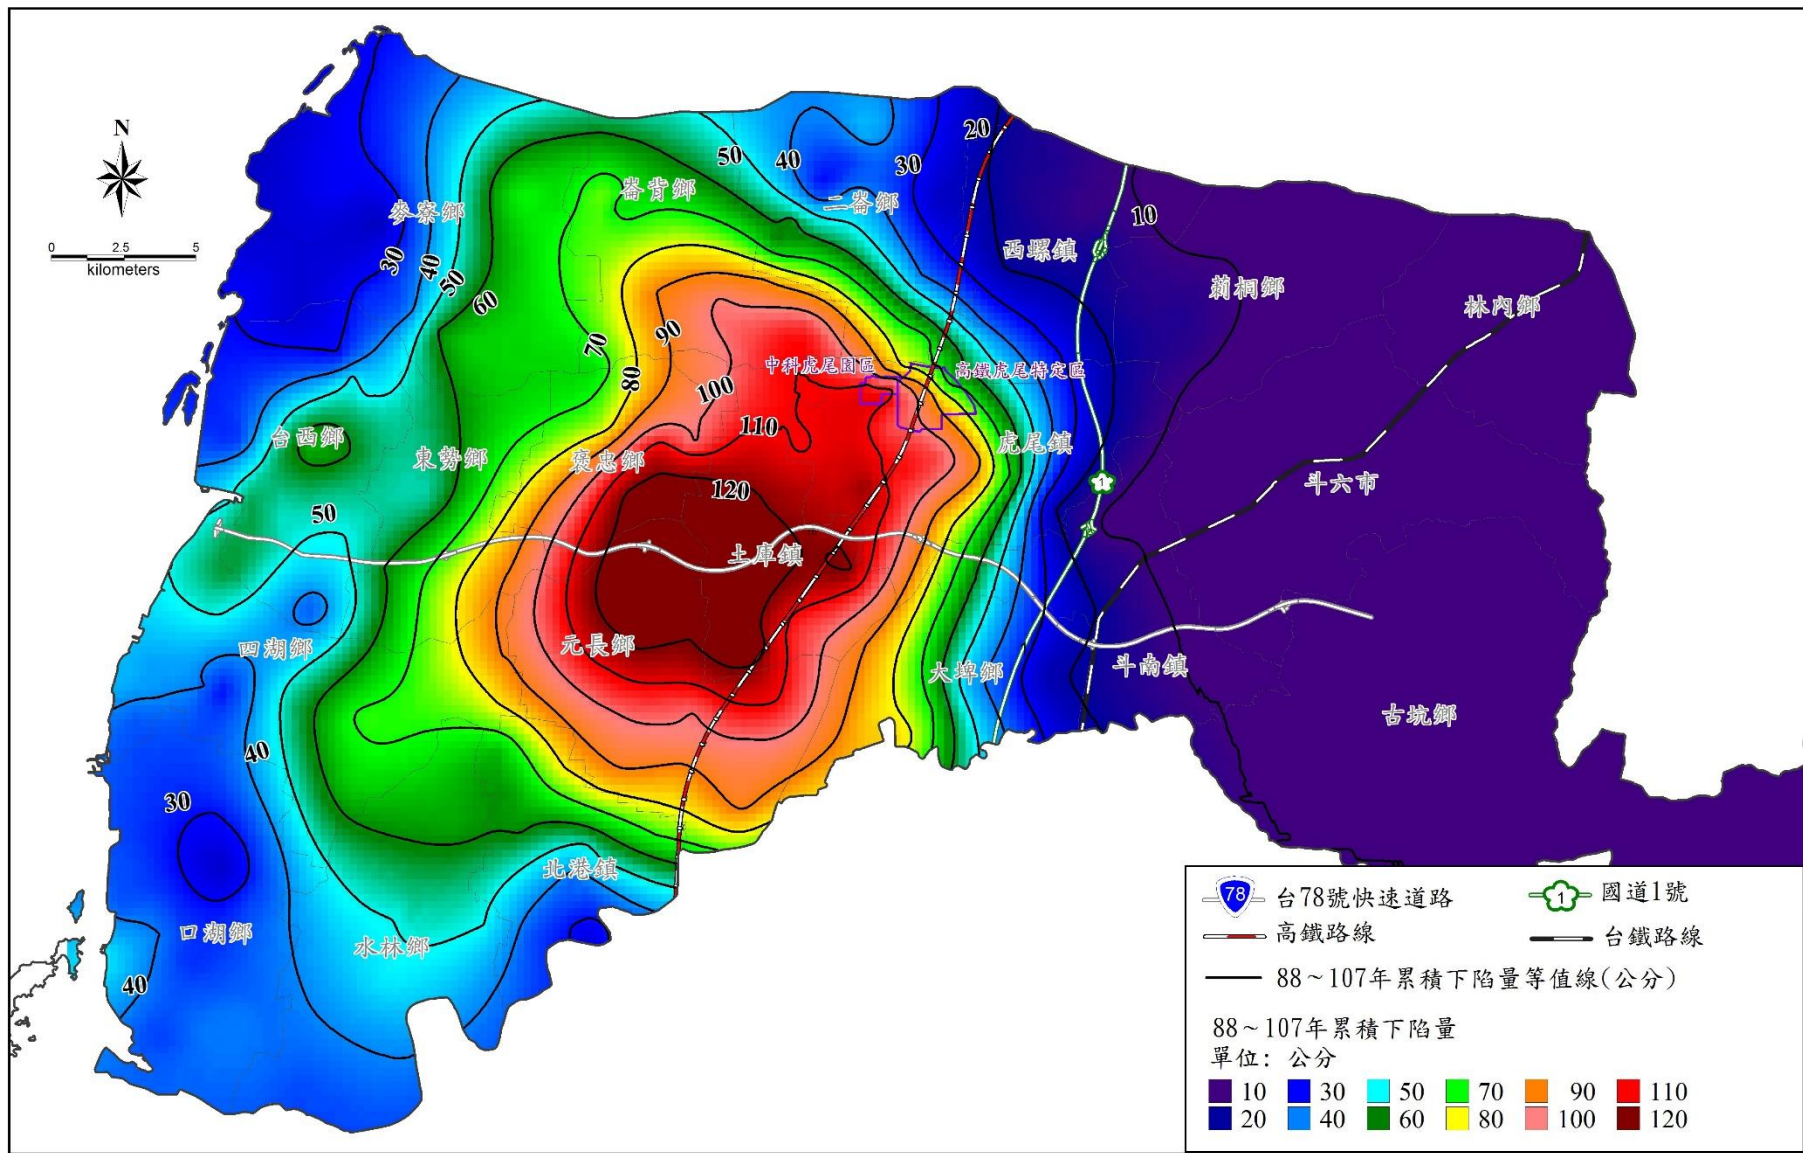 N
0 2.5 5
kilometers
20
50
40
30
10
崙背鄉
二崙鄉
麥寮鄉
西螺鎮
30
40
50
60
莿桐鄉
林內鄉
70
80
90
100
中科虎尾園區
高鐵虎尾特定區
110
台西鄉
東勢鄉
褒忠鄉
虎尾鎮
斗六市
120
1
50
土庫鎮
四湖鄉
元長鄉
大埤鄉
斗南鎮
古坑鄉
40
30
北港鎮
口湖鄉
水林鄉
40
78 台78號快速道路
1 國道1號
高鐵路線
台鐵路線
88~107年累積下陷量等值線(公分)
88~107年累積下陷量
單位: 公分
10 30 50 70 90 110
20 40 60 80 100 120